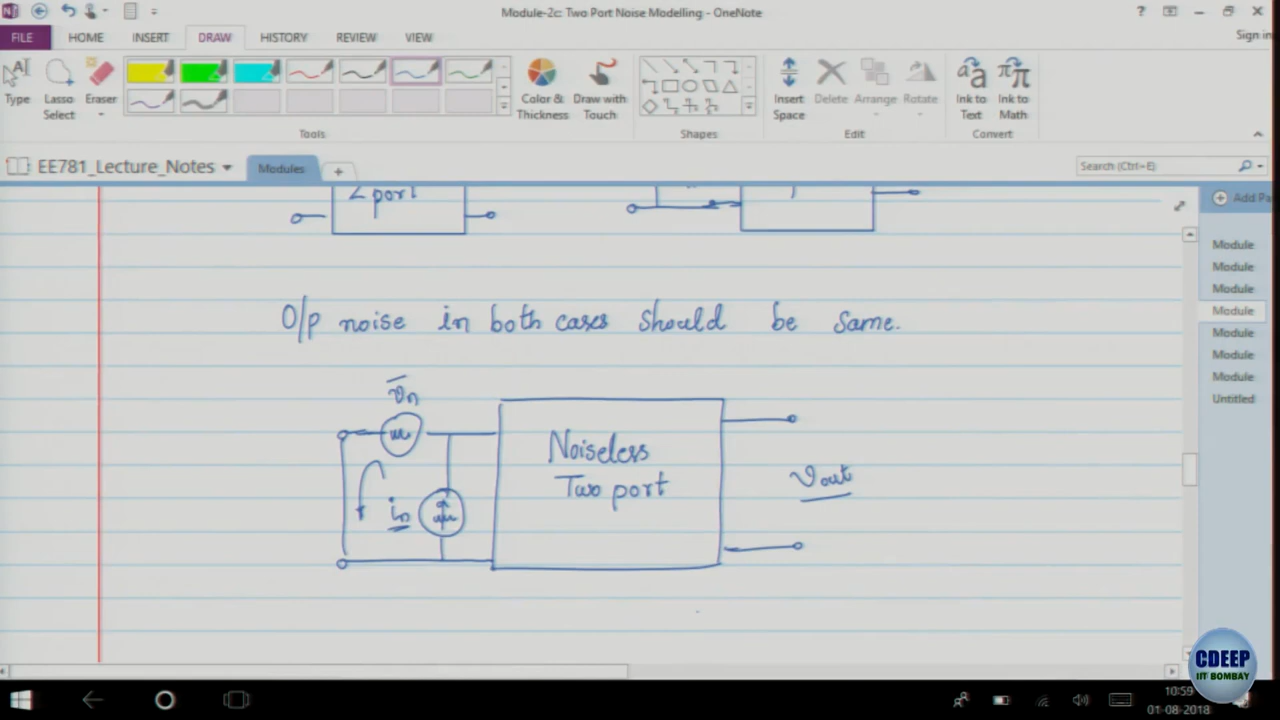 Module-2c: Two Port Noise Modelling - OneNote
Sign in
FILE HOME INSERT DRAW HISTORY REVIEW VIEW
Type
Lasso Select
Eraser
Color & Thickness
Draw with Touch
Insert Space
Delete
Arrange
Rotate
Ink to Text
Ink to Math
Tools
Shapes
Edit
Convert
EE781_Lecture_Notes
Modules
Search (Ctrl+E)
Add Pa
Module
Module
Module
Module
Module
Module
Module
Untitled
2 port
O/p noise in both cases should be same.
vn
in
Noiseless
Two port
vout
CDEEP
IIT BOMBAY
10:59
01-08-2018